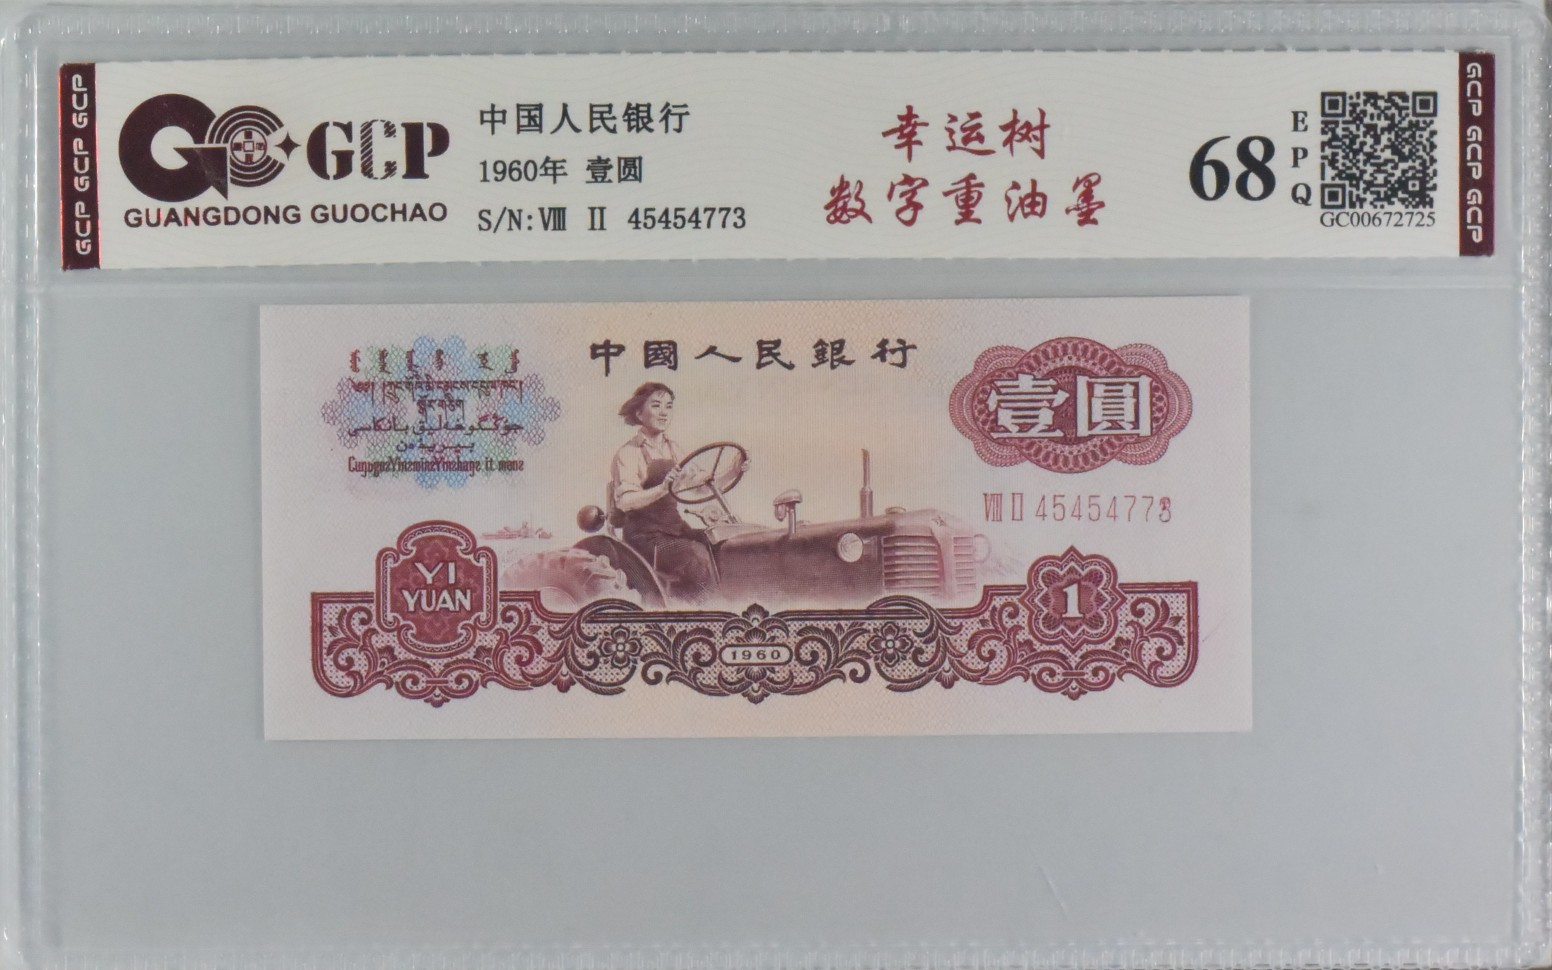 GCP GCP GCP
GCP
GUANGDONG GUOCHAO
中国人民银行
1960年 壹圆
S/N: Ⅷ Ⅱ 45454773
幸运树
数字重油墨
68
EPQ
GC00672725
GCP GCP GCP
中國人民銀行
壹圓
Ⅷ Ⅱ 45454773
YI
YUAN
1960
1